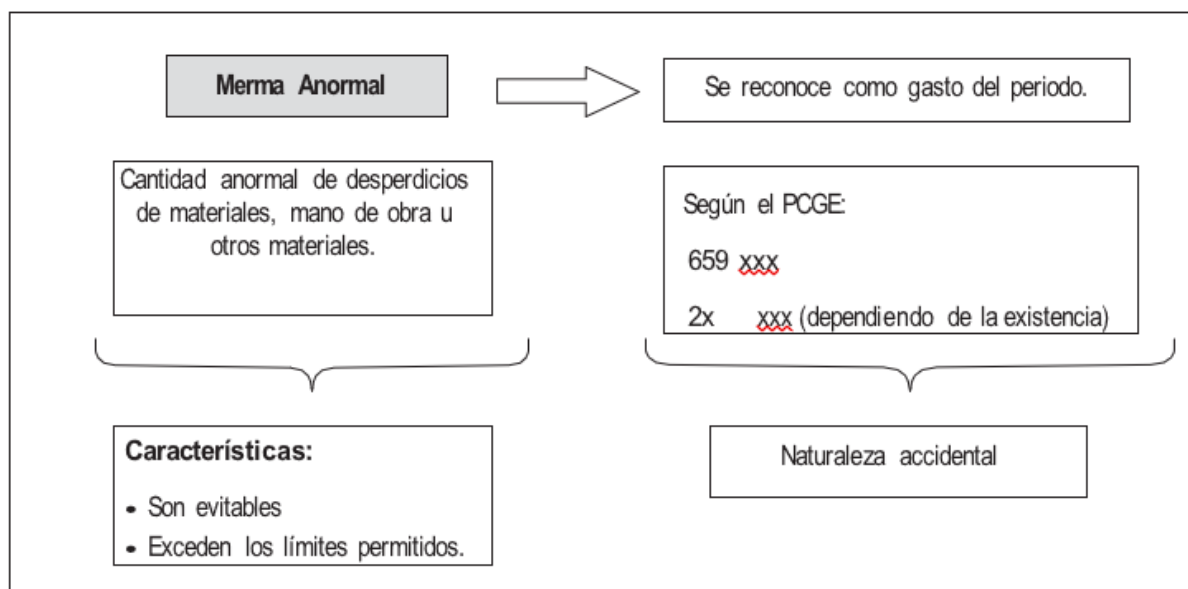 Merma Anormal
Se reconoce como gasto del periodo.
Cantidad anormal de desperdicios
de materiales, mano de obra u
otros materiales.
Según el PCGE:
659 xxx
2x xxx (dependiendo de la existencia)
Características:
• Son evitables
• Exceden los límites permitidos.
Naturaleza accidental